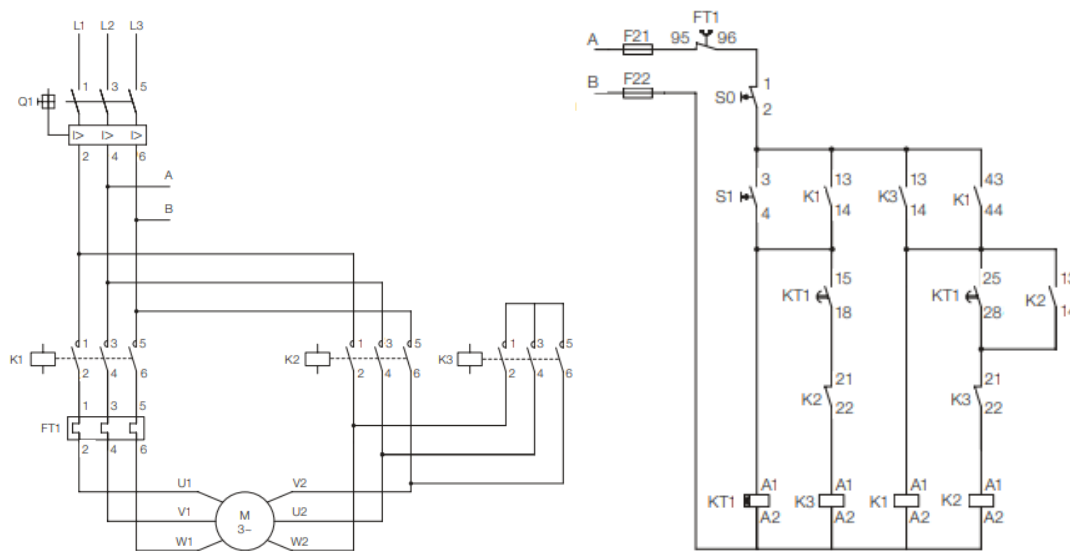 L1 L2 L3
Q1
1 3 5
I> I> I>
2 4 6
A
B
K1
1 3 5
2 4 6
K2
1 3 5
2 4 6
K3
1 3 5
2 4 6
FT1
1 3 5
2 4 6
U1 V2
V1 U2
W1 W2
M
3~
FT1
A F21 95 96
B F22
S0
1
2
S1
3
4
K1
13
14
K3
13
14
K1
43
44
KT1
15
18
KT1
25
28
K2
13
14
K2
21
22
K3
21
22
KT1
A1
A2
K3
A1
A2
K1
A1
A2
K2
A1
A2